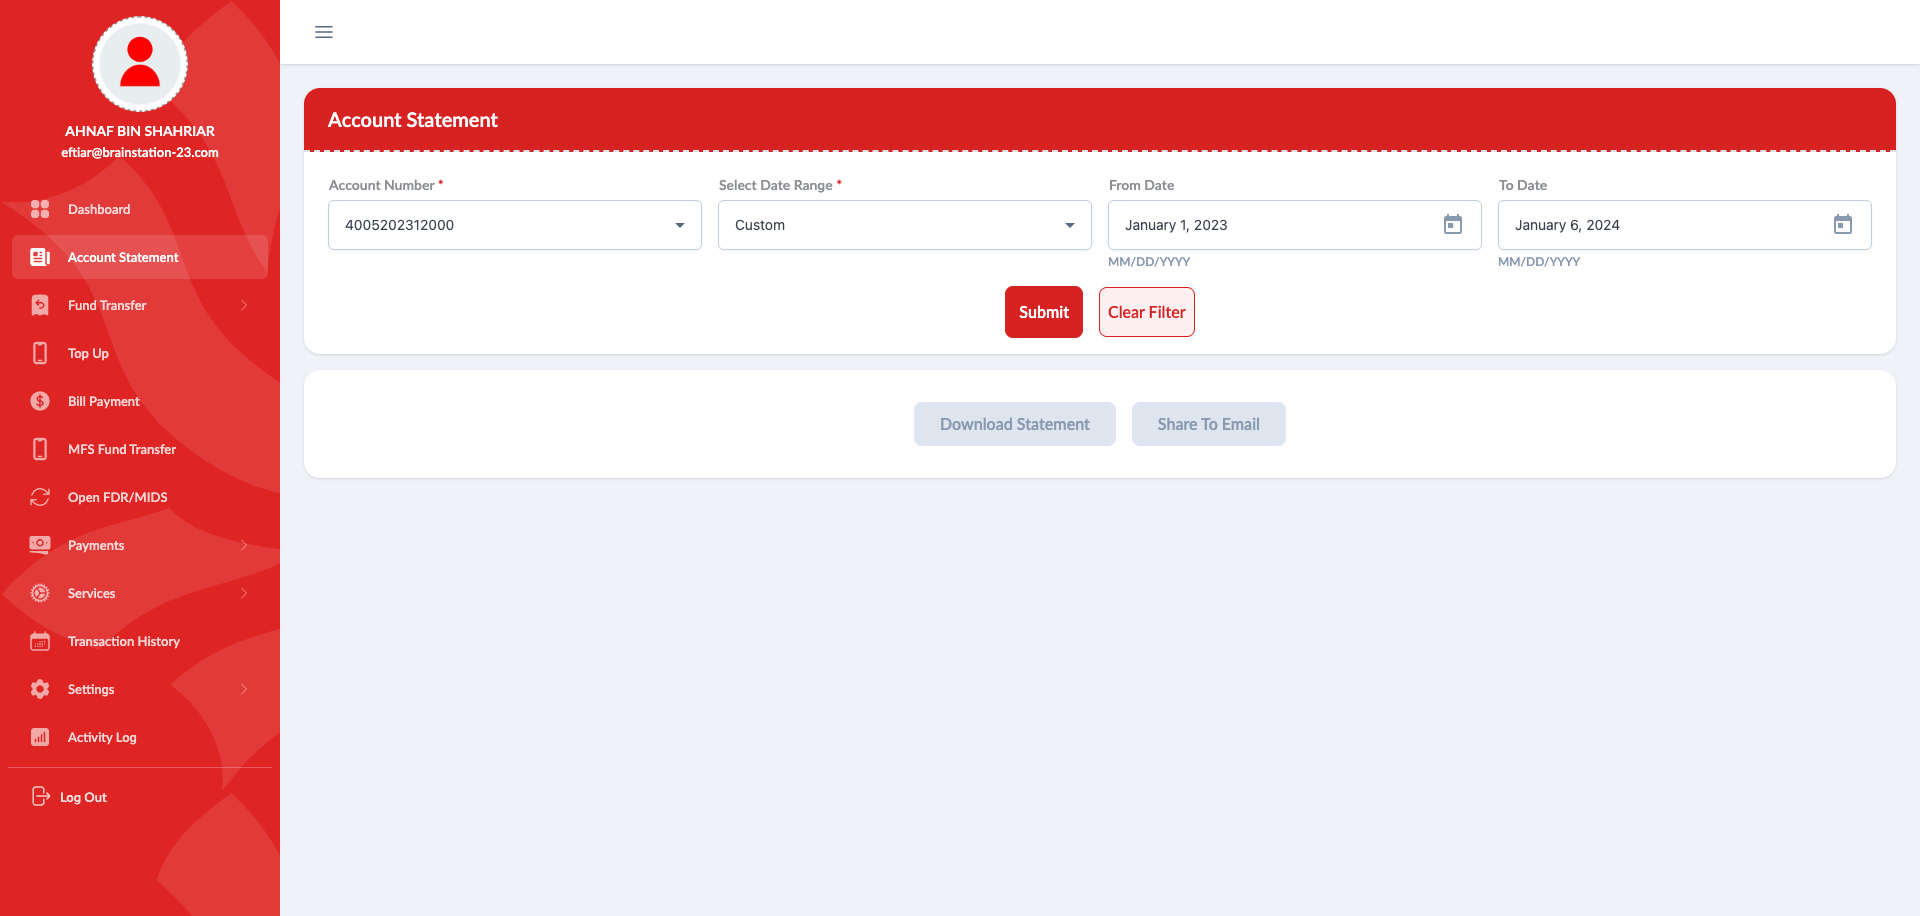 AHNAF BIN SHAHRIAR
eftiar@brainstation-23.com
Dashboard
Account Statement
Fund Transfer
Top Up
Bill Payment
MFS Fund Transfer
Open FDR/MIDS
Payments
Services
Transaction History
Settings
Activity Log
Log Out
Account Statement
Account Number *
Select Date Range *
From Date
To Date
4005202312000
Custom
January 1, 2023
January 6, 2024
MM/DD/YYYY
MM/DD/YYYY
Submit
Clear Filter
Download Statement
Share To Email